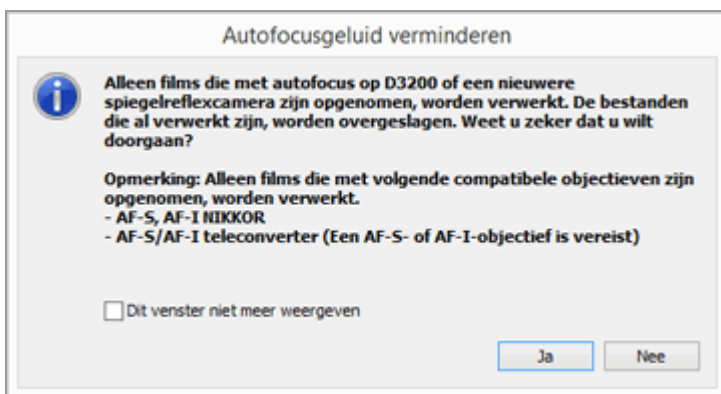 Autofocusgeluid verminderen
Alleen films die met autofocus op D3200 of een nieuwere
spiegelreflexcamera zijn opgenomen, worden verwerkt. De bestanden
die al verwerkt zijn, worden overgeslagen. Weet u zeker dat u wilt
doorgaan?
Opmerking: Alleen films die met volgende compatibele objectieven zijn
opgenomen, worden verwerkt.
- AF-S, AF-I NIKKOR
- AF-S/AF-I teleconverter (Een AF-S- of AF-I-objectief is vereist)
Dit venster niet meer weergeven
Ja
Nee